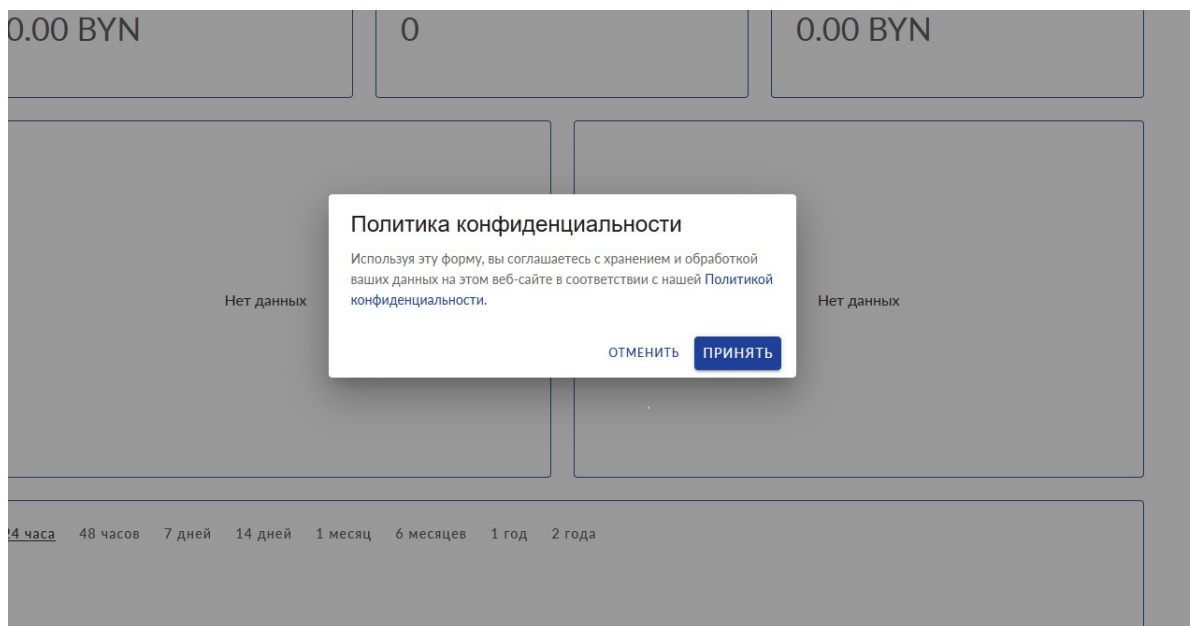 0.00 BYN
0
0.00 BYN
Политика конфиденциальности
Используя эту форму, вы соглашаетесь с хранением и обработкой
ваших данных на этом веб-сайте в соответствии с нашей Политикой
конфиденциальности.
Нет данных
Нет данных
ОТМЕНИТЬ ПРИНЯТЬ
24 часа 48 часов 7 дней 14 дней 1 месяц 6 месяцев 1 год 2 года